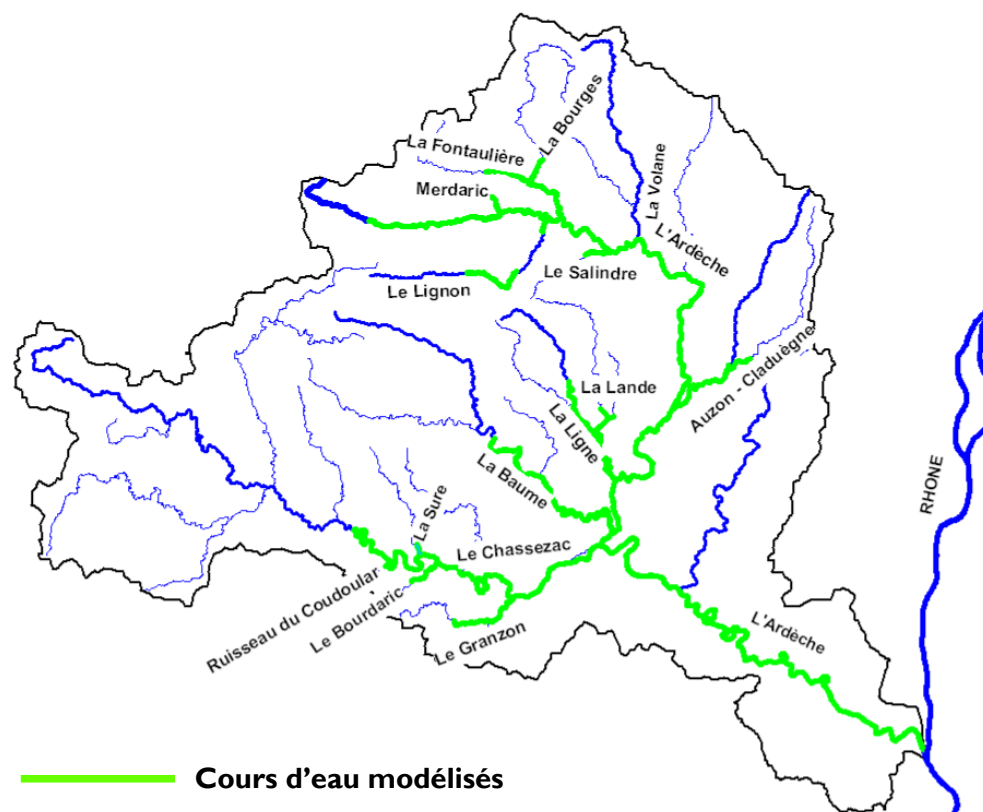 La Bourges
La Fontaulière
Merdaric
La Volane
L'Ardèche
Le Salindre
Le Lignon
La Lande
Auzon - Claduègne
La Ligne
La Baume
RHONE
La Sure
Le Chassezac
Ruisseau du Coudoular
Le Bourdaric
Le Granzon
L'Ardèche
Cours d'eau modélisés